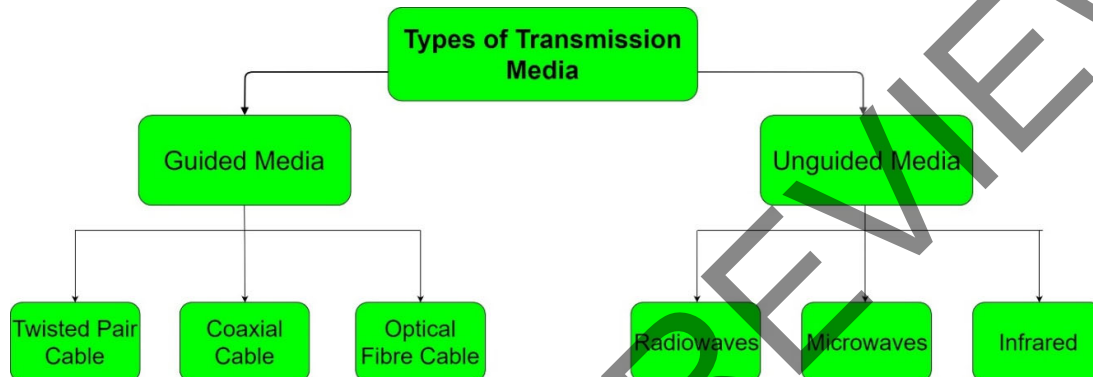 Types of Transmission
Media
Guided Media
Unguided Media
Twisted Pair
Cable
Coaxial
Cable
Optical
Fibre Cable
Radiowaves
Microwaves
Infrared